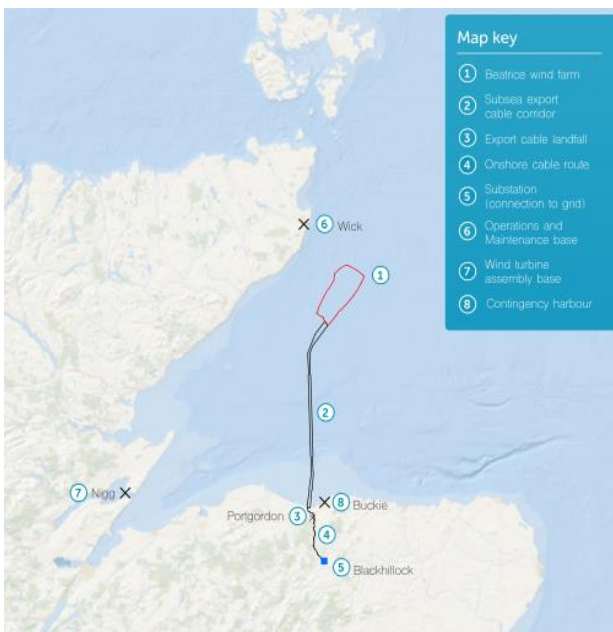 Map key
1 Beatrice wind farm
2 Subsea export
cable corridor
3 Export cable landfall
4 Onshore cable route
5 Substation
(connection to grid)
6 Operations and
Maintenance base
7 Wind turbine
assembly base
8 Contingency harbour
6 Wick
1
2
7 Nigg
8 Buckie
Portgordon 3
4
5 Blackhillock